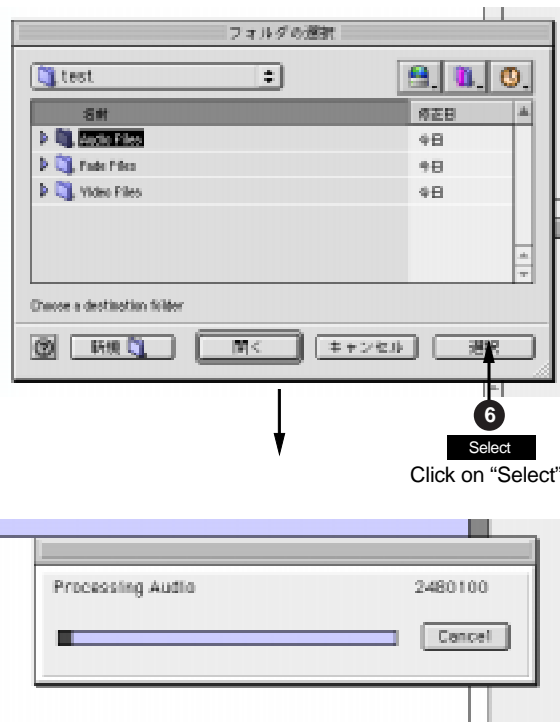 フォルダの選択
test
名前 修正日
Audio Files 今日
Fade Files 今日
Video Files 今日
Choose a destination folder
新規 開く キャンセル 選択
6
Select
Click on “Select”
Processing Audio 2480100
Cancel